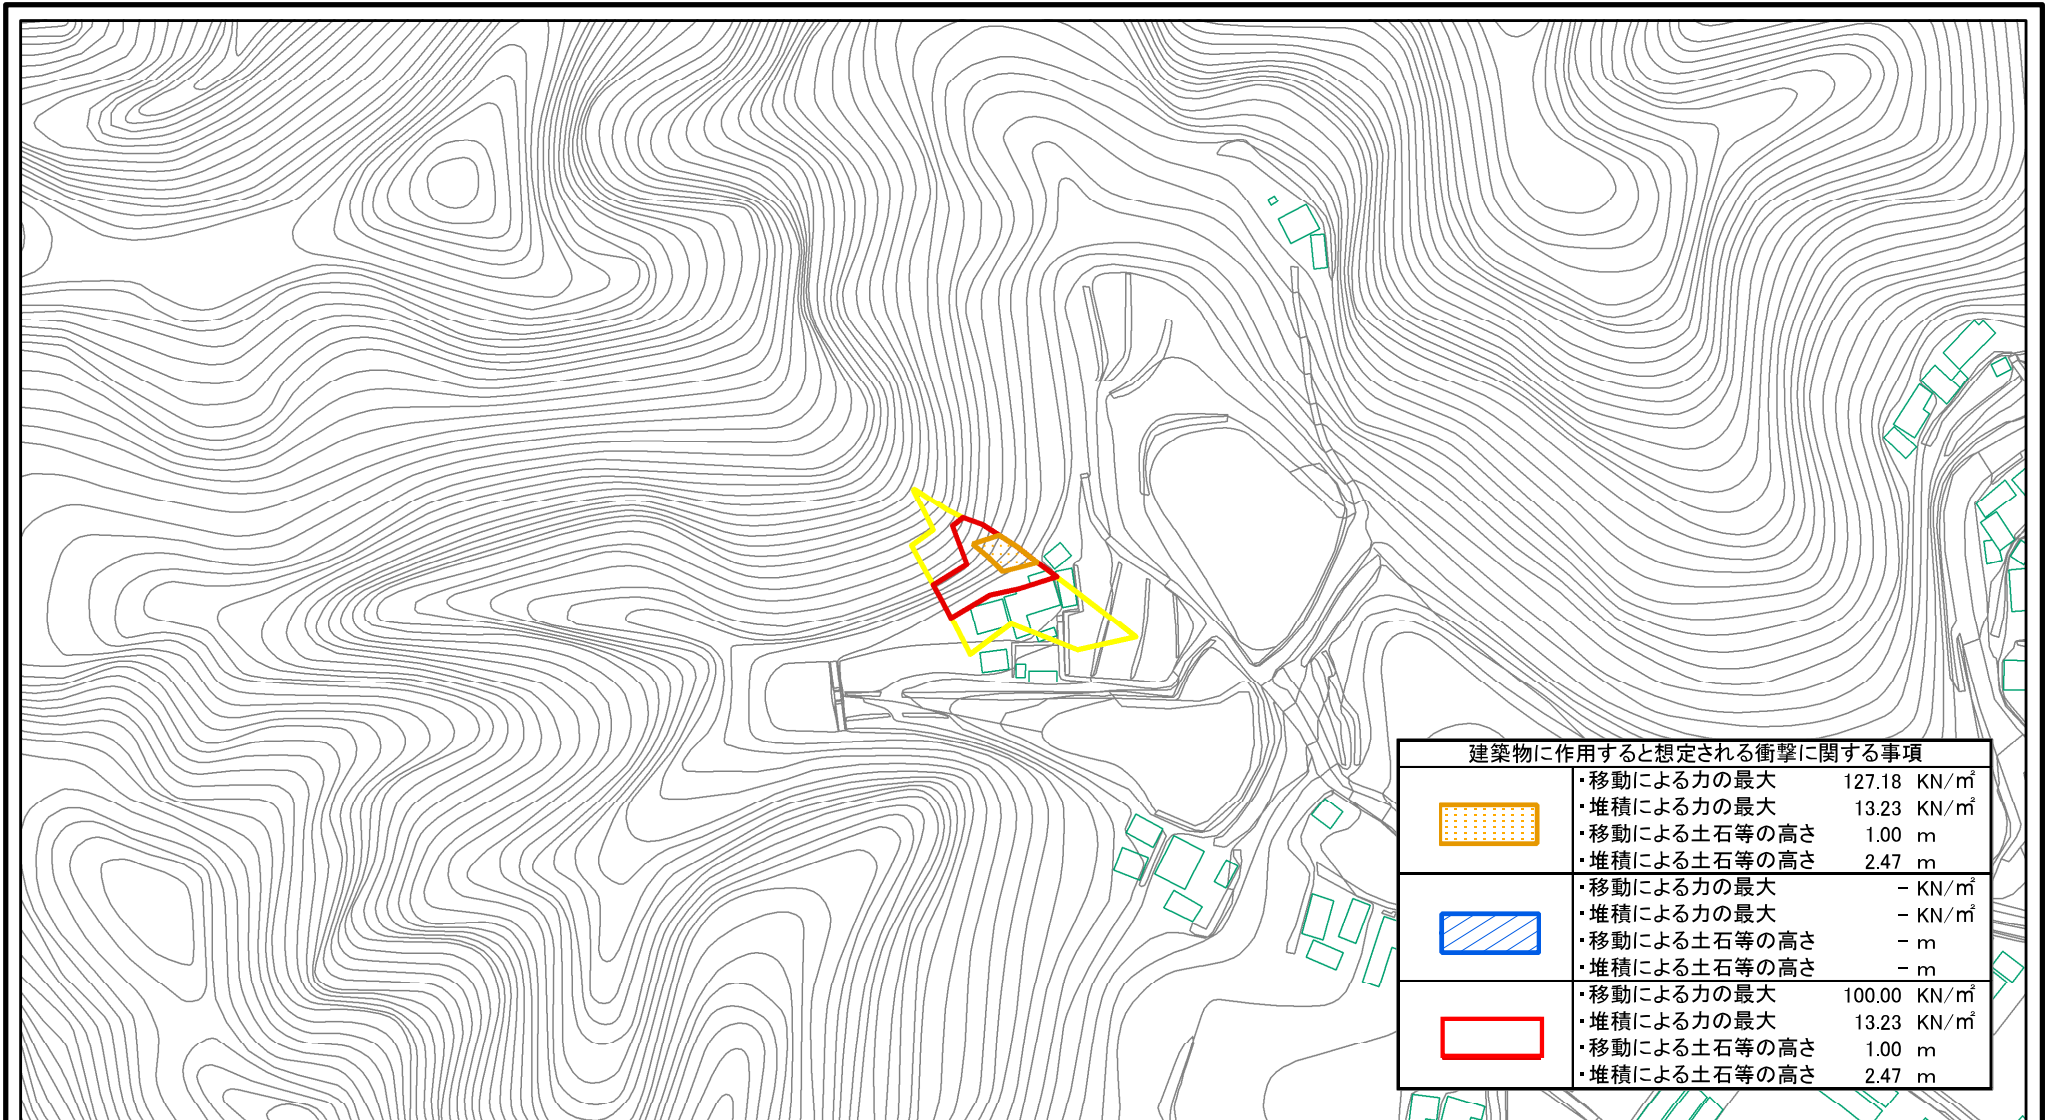 建築物に作用すると想定される衝撃に関する事項
・移動による力の最大 127.18 KN/㎡
・堆積による力の最大 13.23 KN/㎡
・移動による土石等の高さ 1.00 m
・堆積による土石等の高さ 2.47 m
・移動による力の最大 - KN/㎡
・堆積による力の最大 - KN/㎡
・移動による土石等の高さ - m
・堆積による土石等の高さ - m
・移動による力の最大 100.00 KN/㎡
・堆積による力の最大 13.23 KN/㎡
・移動による土石等の高さ 1.00 m
・堆積による土石等の高さ 2.47 m